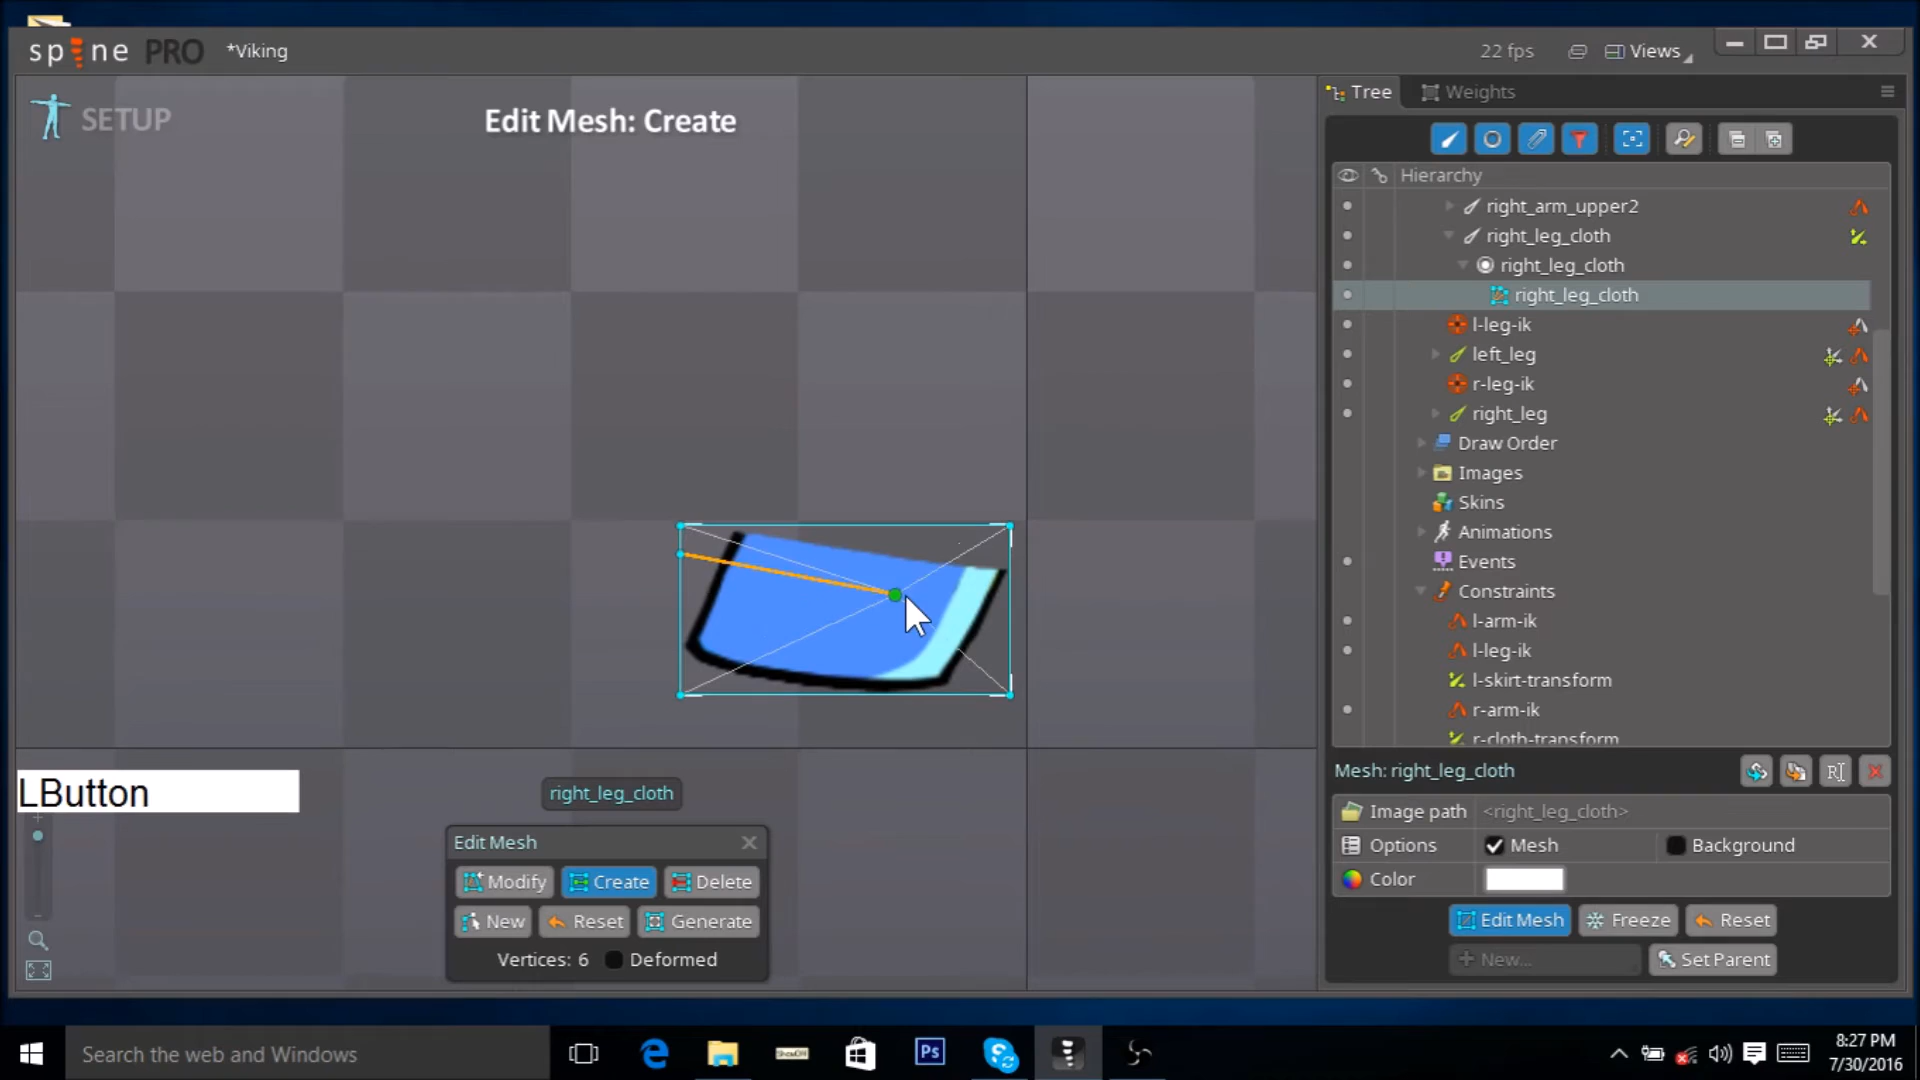 spine PRO *Viking
22 fps
Views
SETUP
Edit Mesh: Create
Tree
Weights
Hierarchy
right_arm_upper2
right_leg_cloth
right_leg_cloth
right_leg_cloth
l-leg-ik
left_leg
r-leg-ik
right_leg
Draw Order
Images
Skins
Animations
Events
Constraints
l-arm-ik
l-leg-ik
l-skirt-transform
r-arm-ik
r-cloth-transform
Mesh: right_leg_cloth
Image path <right_leg_cloth>
Options Mesh Background
Color
Edit Mesh Freeze Reset
New... Set Parent
LButton
right_leg_cloth
Edit Mesh
Modify Create Delete
New Reset Generate
Vertices: 6 Deformed
Search the web and Windows
Ps
8:27 PM
7/30/2016